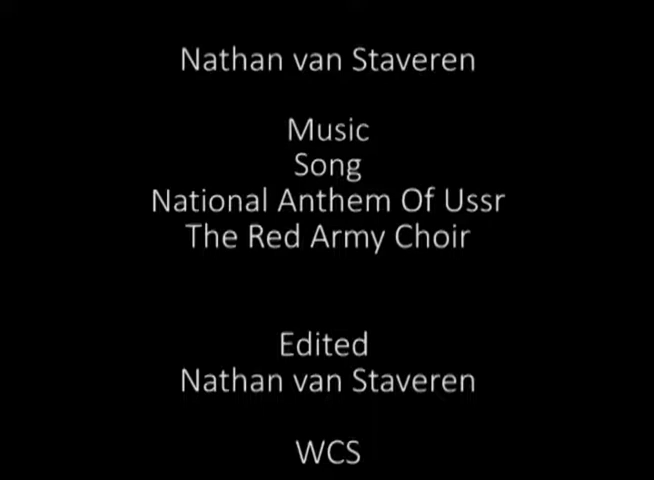 Nathan van Staveren
Music
Song
National Anthem Of Ussr
The Red Army Choir
Edited
Nathan van Staveren
WCS